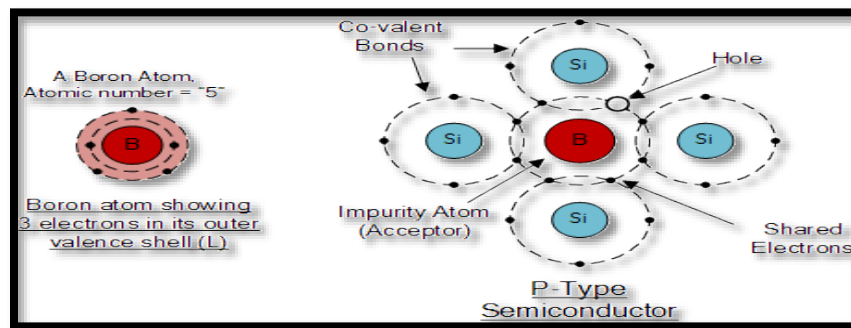 A Boron Atom,
Atomic number = "5"
B
Boron atom showing
3 electrons in its outer
valence shell (L)
Co-valent
Bonds
Hole
Si
Si
B
Si
Si
Impurity Atom
(Acceptor)
Shared
Electrons
P-Type
Semiconductor